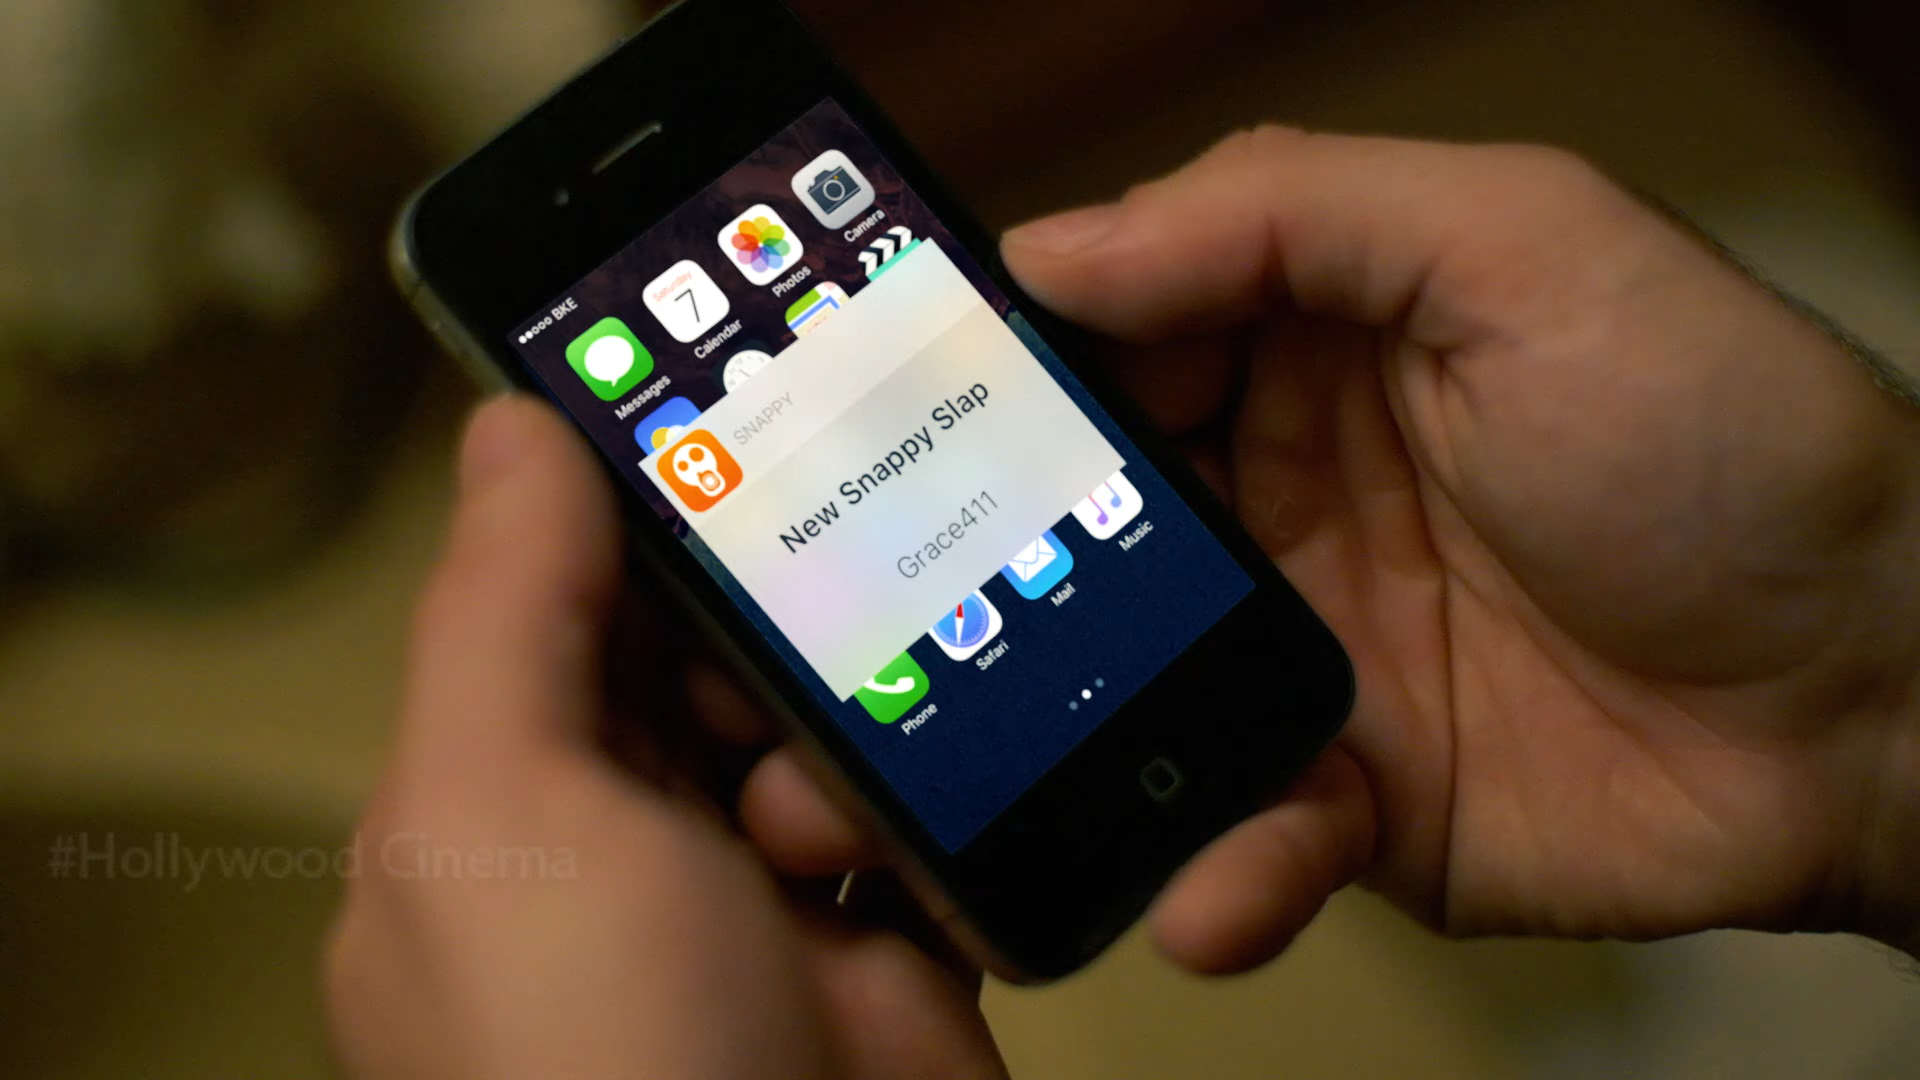 BKE
Messages
Saturday
7
Calendar
Photos
Camera
SNAPPY
New Snappy Slap
Grace411
Phone
Safari
Mail
Music
#Hollywood Cinema